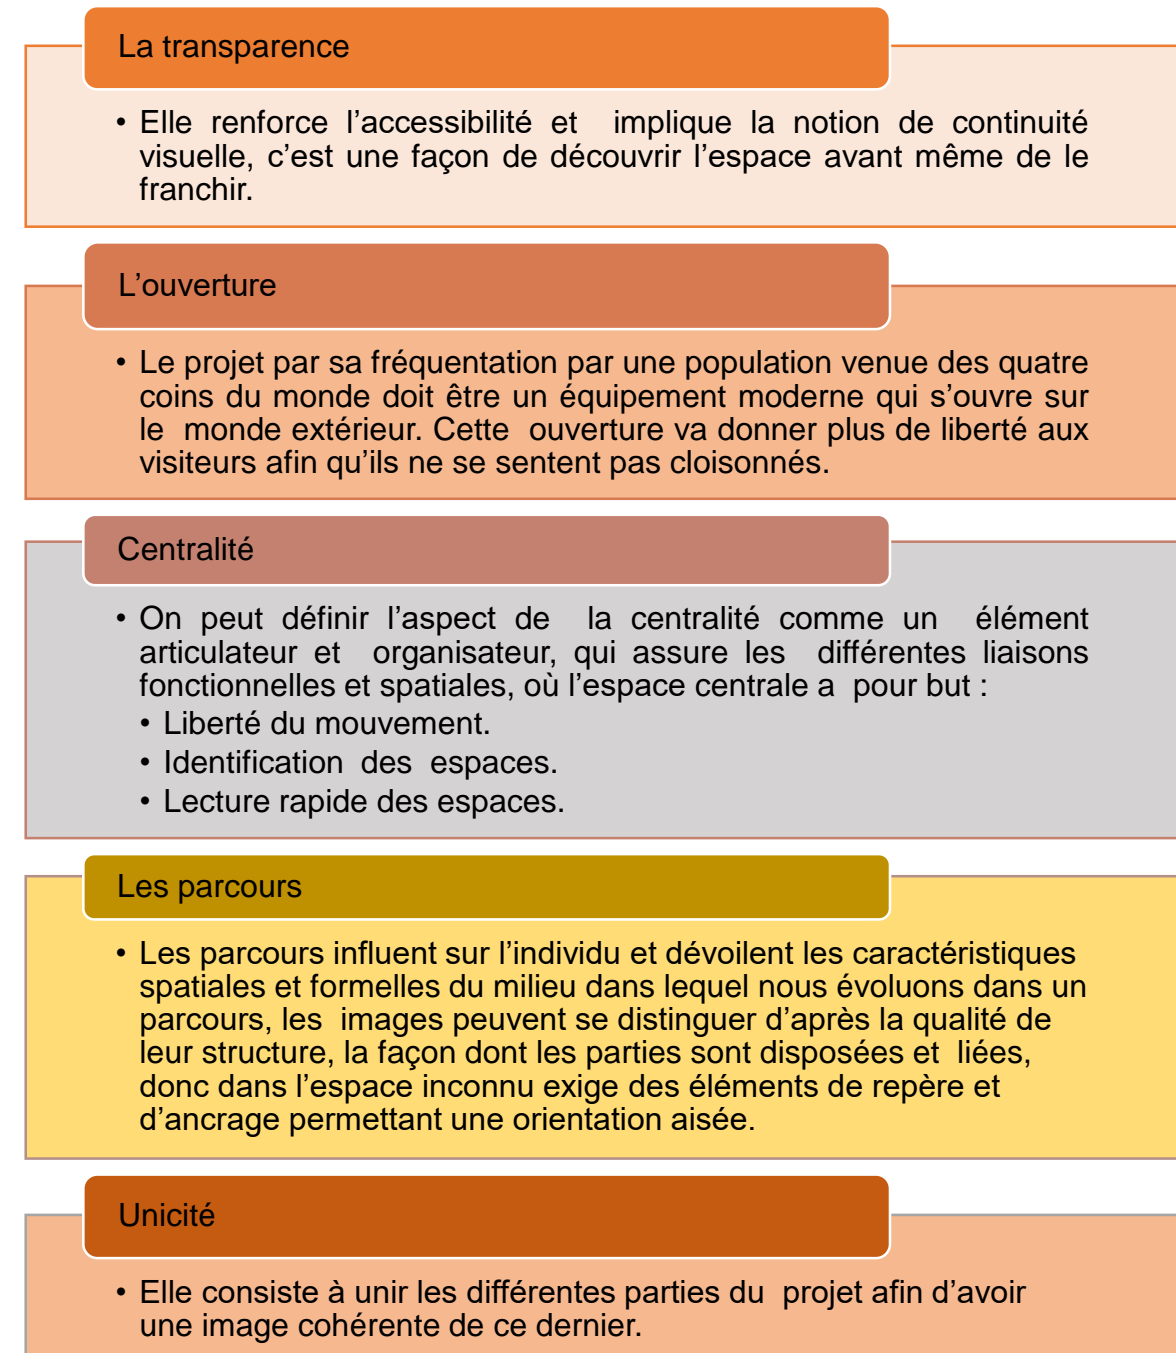 La transparence
• Elle renforce l’accessibilité et implique la notion de continuité
visuelle, c’est une façon de découvrir l’espace avant même de le
franchir.
L’ouverture
• Le projet par sa fréquentation par une population venue des quatre
coins du monde doit être un équipement moderne qui s’ouvre sur
le monde extérieur. Cette ouverture va donner plus de liberté aux
visiteurs afin qu’ils ne se sentent pas cloisonnés.
Centralité
• On peut définir l’aspect de la centralité comme un élément
articulateur et organisateur, qui assure les différentes liaisons
fonctionnelles et spatiales, où l’espace centrale a pour but :
• Liberté du mouvement.
• Identification des espaces.
• Lecture rapide des espaces.
Les parcours
• Les parcours influent sur l’individu et dévoilent les caractéristiques
spatiales et formelles du milieu dans lequel nous évoluons dans un
parcours, les images peuvent se distinguer d’après la qualité de
leur structure, la façon dont les parties sont disposées et liées,
donc dans l’espace inconnu exige des éléments de repère et
d’ancrage permettant une orientation aisée.
Unicité
• Elle consiste à unir les différentes parties du projet afin d’avoir
une image cohérente de ce dernier.